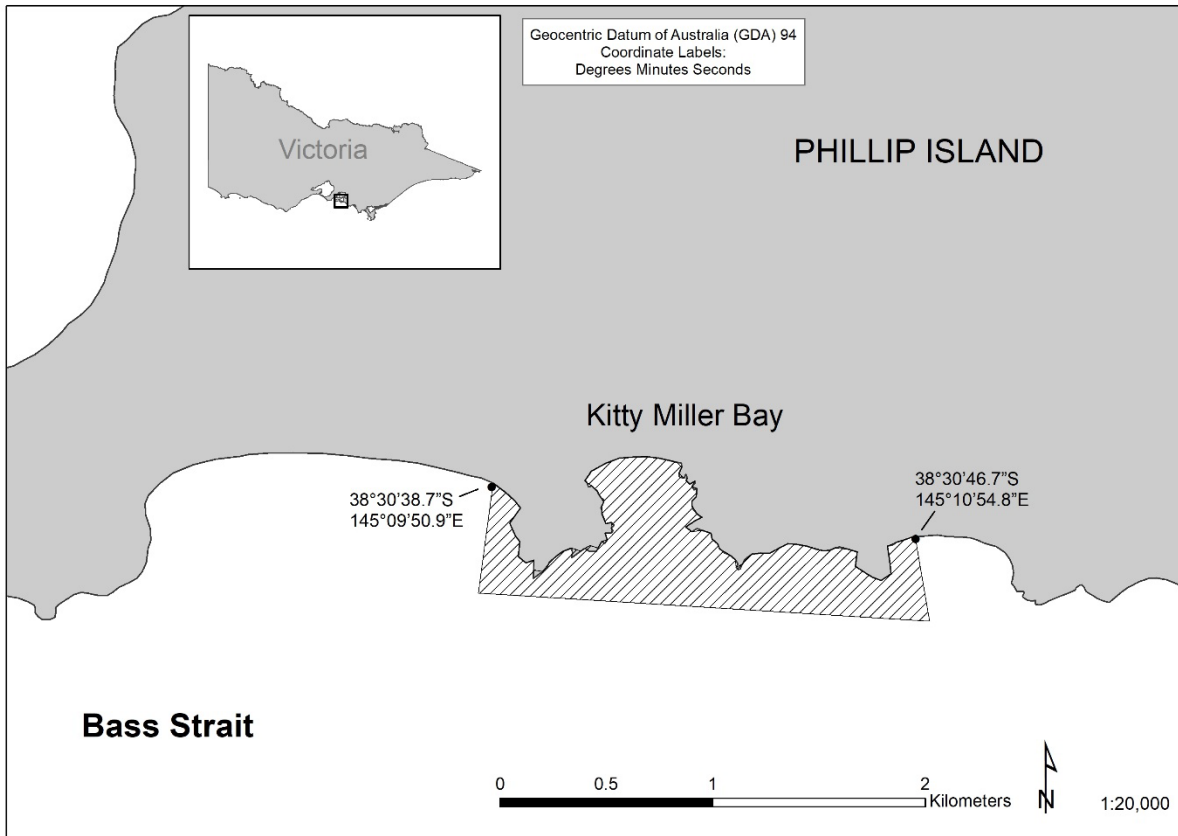 Geocentric Datum of Australia (GDA) 94
Coordinate Labels:
Degrees Minutes Seconds
Victoria
PHILLIP ISLAND
Kitty Miller Bay
38°30’38.7”S
145°09’50.9”E
38°30’46.7”S
145°10’54.8”E
Bass Strait
0 0.5 1 2
Kilometers
N
1:20,000